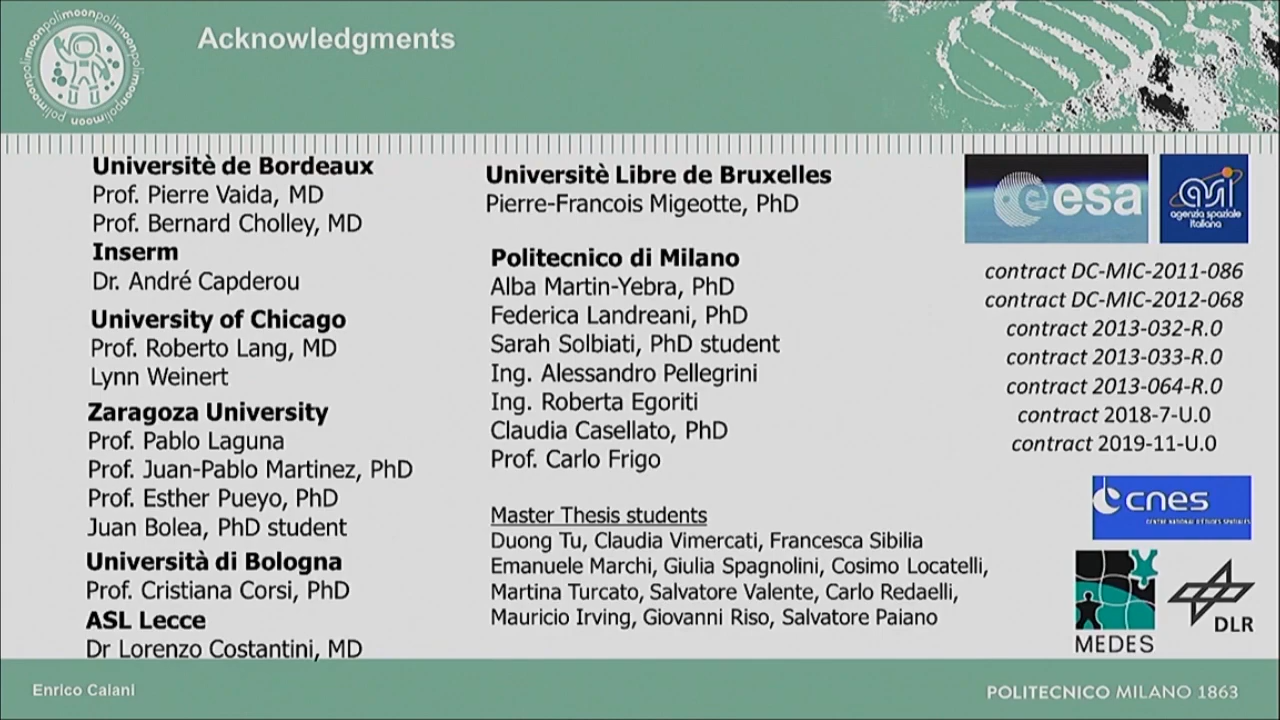 polimoonpolimoonpolimoonpolimoonpolimoonpolimoon
Acknowledgments
Universitè de Bordeaux
Prof. Pierre Vaida, MD
Prof. Bernard Cholley, MD
Inserm
Dr. André Capderou
University of Chicago
Prof. Roberto Lang, MD
Lynn Weinert
Zaragoza University
Prof. Pablo Laguna
Prof. Juan-Pablo Martinez, PhD
Prof. Esther Pueyo, PhD
Juan Bolea, PhD student
Università di Bologna
Prof. Cristiana Corsi, PhD
ASL Lecce
Dr Lorenzo Costantini, MD
Universitè Libre de Bruxelles
Pierre-Francois Migeotte, PhD
Politecnico di Milano
Alba Martin-Yebra, PhD
Federica Landreani, PhD
Sarah Solbiati, PhD student
Ing. Alessandro Pellegrini
Ing. Roberta Egoriti
Claudia Casellato, PhD
Prof. Carlo Frigo
Master Thesis students
Duong Tu, Claudia Vimercati, Francesca Sibilia
Emanuele Marchi, Giulia Spagnolini, Cosimo Locatelli,
Martina Turcato, Salvatore Valente, Carlo Redaelli,
Mauricio Irving, Giovanni Riso, Salvatore Paiano
esa
asi
agenzia spaziale
italiana
contract DC-MIC-2011-086
contract DC-MIC-2012-068
contract 2013-032-R.0
contract 2013-033-R.0
contract 2013-064-R.0
contract 2018-7-U.0
contract 2019-11-U.0
cnes
CENTRE NATIONAL D'ÉTUDES SPATIALES
MEDES
DLR
Enrico Caiani
POLITECNICO MILANO 1863